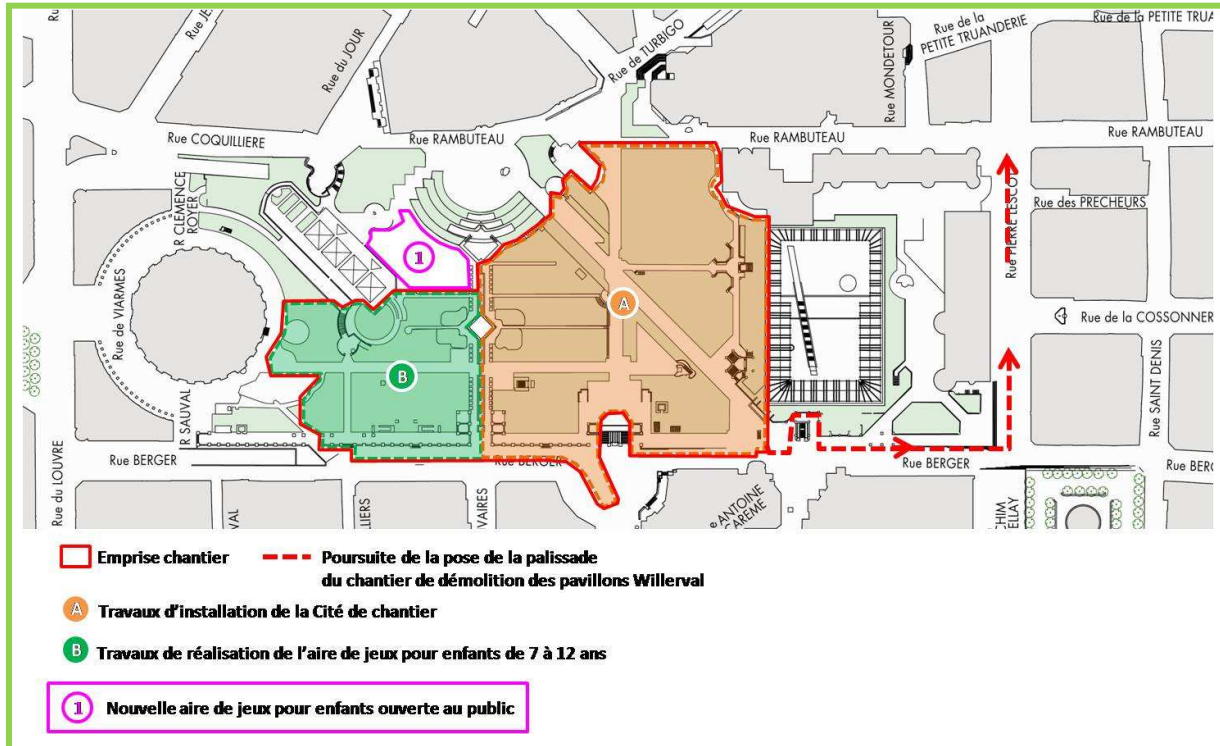 Rue de la PETITE TRUA
Rue de la
PETITE TRUANDERIE
Rue du JOUR
Rue de TURBIGO
Rue MONDETOUR
Rue COQUILLIERE
Rue RAMBUTEAU
Rue RAMBUTEAU
Rue RAMBUTEAU
R CLEMENCE
ROYER
Rue PIERRE LESCOT
Rue des PRECHEURS
1
Rue de VIARMES
A
Rue de la COSSONNER
B
Rue SAINT DENIS
R SAUVAL
Rue du LOUVRE
Rue BERGER
Rue BERGER
Rue BERGER
Rue BERG
VAL
LLIERS
VAIRES
ANTOINE
CAREME
CHIM
ELLAY
Emprise chantier
Poursuite de la pose de la palissade
du chantier de démolition des pavillons Willerval
A Travaux d'installation de la Cité de chantier
B Travaux de réalisation de l'aire de jeux pour enfants de 7 à 12 ans
1 Nouvelle aire de jeux pour enfants ouverte au public